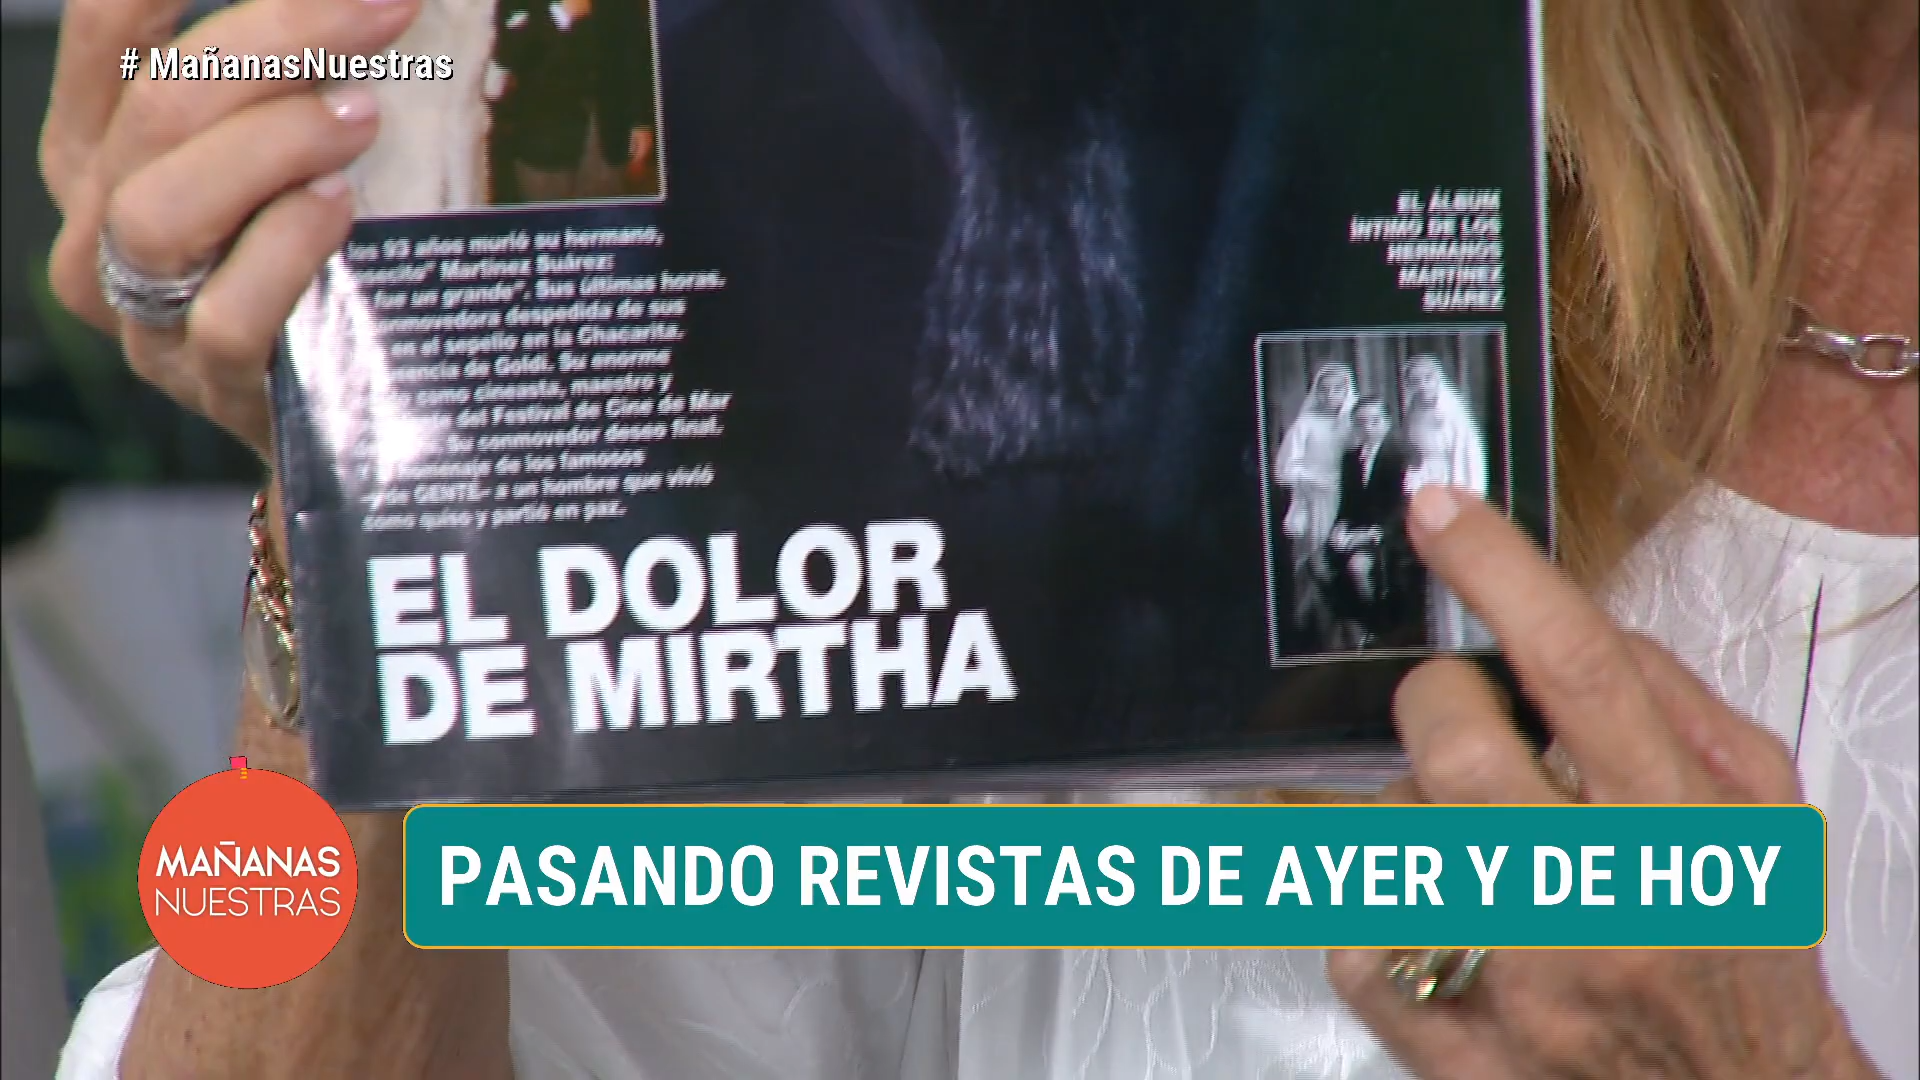 # MañanasNuestras
los 93 años murió su hermano,
Martínez Suárez:
fue un grande". Sus últimas horas.
conmovedora despedida de sus
en el sepelio en la Chacarita.
de Goldi. Su enorme
como cineasta, maestro y
del Festival de Cine de Mar
Su conmovedor deseo final.
homenaje de los famosos
-y de GENTE- a un hombre que vivió
como quiso y partió en paz.
EL DOLOR
DE MIRTHA
EL ÁLBUM
ÍNTIMO DE LOS
HERMANOS
MARTÍNEZ
SUÁREZ
MAÑANAS
NUESTRAS
PASANDO REVISTAS DE AYER Y DE HOY